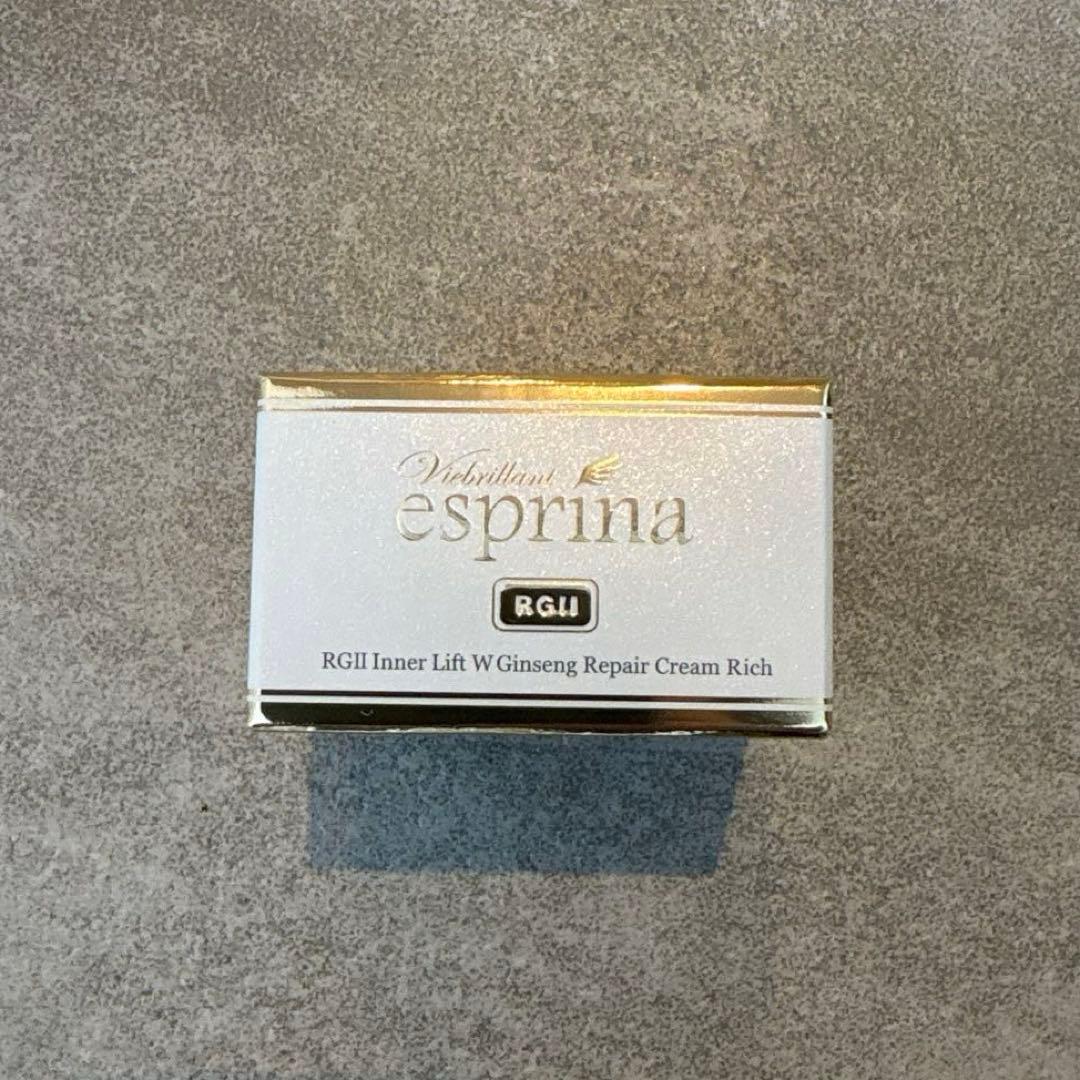 Viebrillant
esprina
RGII
RGII Inner Lift W Ginseng Repair Cream Rich